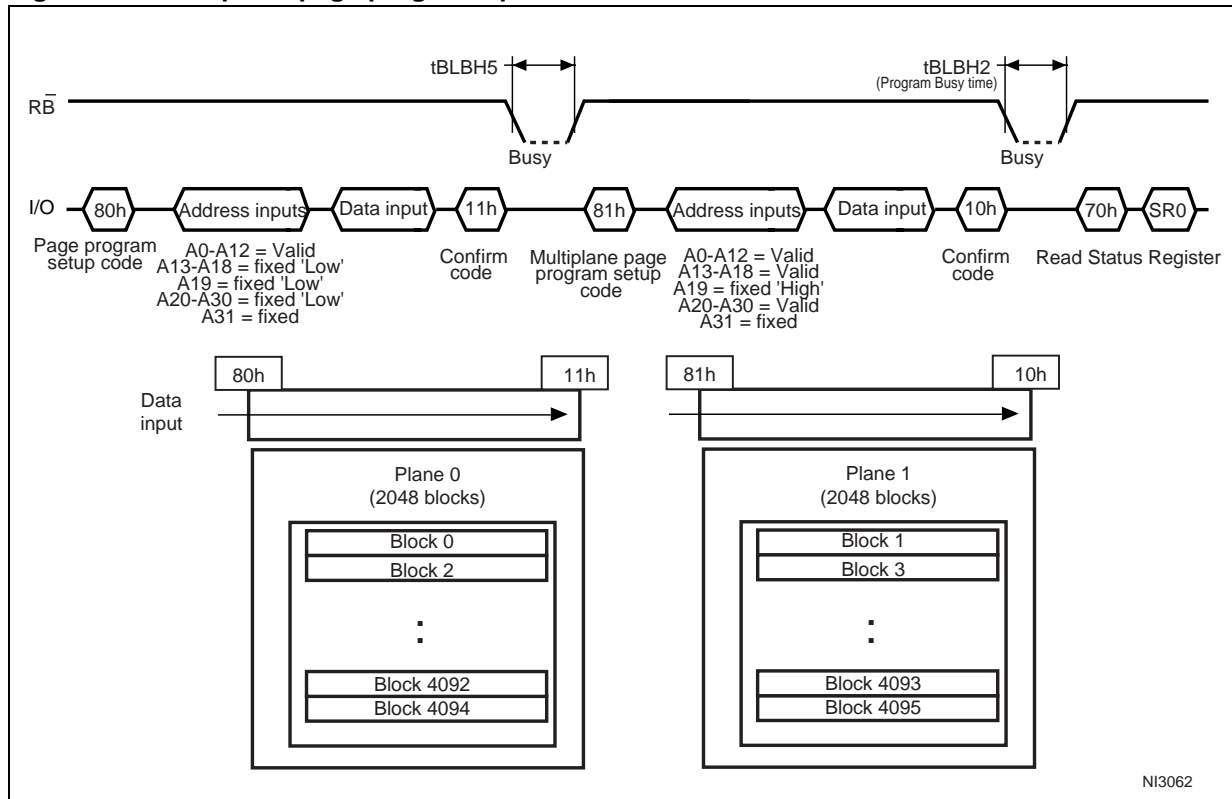 tBLBH5
tBLBH2
(Program Busy time)
RB̅
Busy
Busy
I/O
80h
Address inputs
Data input
11h
81h
Address inputs
Data input
10h
70h
SR0
Page program
setup code
A0-A12 = Valid
A13-A18 = fixed 'Low'
A19 = fixed 'Low'
A20-A30 = fixed 'Low'
A31 = fixed
Confirm
code
Multiplane page
program setup
code
A0-A12 = Valid
A13-A18 = Valid
A19 = fixed 'High'
A20-A30 = Valid
A31 = fixed
Confirm
code
Read Status Register
80h
11h
81h
10h
Data
input
Plane 0
(2048 blocks)
Block 0
Block 2
:
Block 4092
Block 4094
Plane 1
(2048 blocks)
Block 1
Block 3
:
Block 4093
Block 4095
NI3062